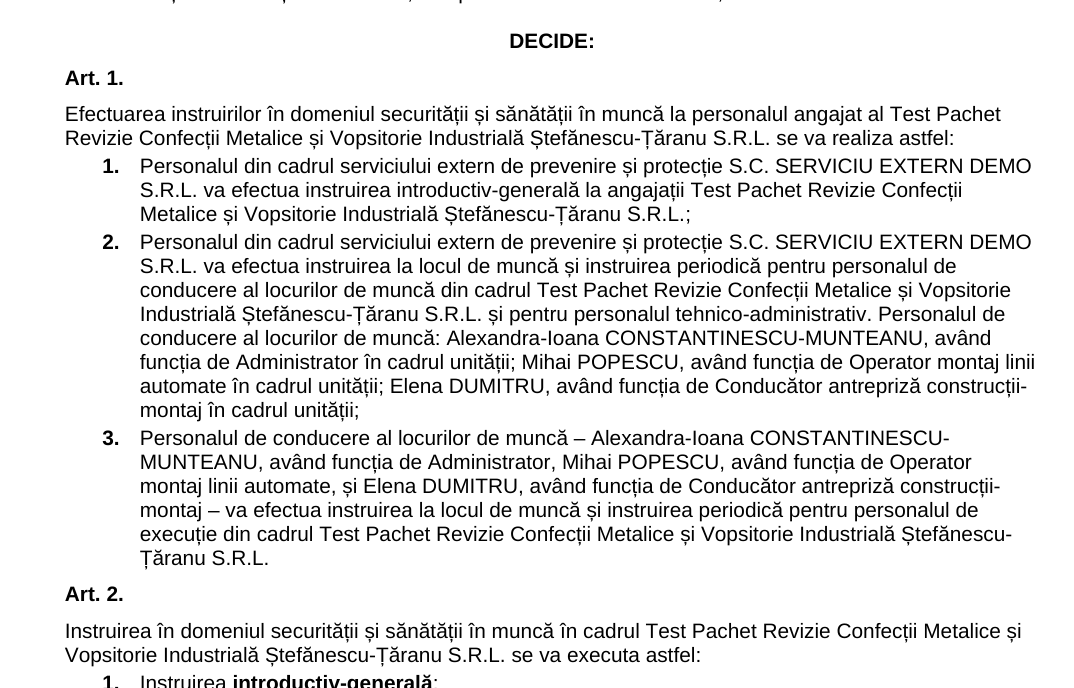 DECIDE:
Art. 1.
Efectuarea instruirilor în domeniul securității și sănătății în muncă la personalul angajat al Test Pachet
Revizie Confecții Metalice și Vopsitorie Industrială Ștefănescu-Țăranu S.R.L. se va realiza astfel:
1. Personalul din cadrul serviciului extern de prevenire și protecție S.C. SERVICIU EXTERN DEMO
S.R.L. va efectua instruirea introductiv-generală la angajații Test Pachet Revizie Confecții
Metalice și Vopsitorie Industrială Ștefănescu-Țăranu S.R.L.;
2. Personalul din cadrul serviciului extern de prevenire și protecție S.C. SERVICIU EXTERN DEMO
S.R.L. va efectua instruirea la locul de muncă și instruirea periodică pentru personalul de
conducere al locurilor de muncă din cadrul Test Pachet Revizie Confecții Metalice și Vopsitorie
Industrială Ștefănescu-Țăranu S.R.L. și pentru personalul tehnico-administrativ. Personalul de
conducere al locurilor de muncă: Alexandra-Ioana CONSTANTINESCU-MUNTEANU, având
funcția de Administrator în cadrul unității; Mihai POPESCU, având funcția de Operator montaj linii
automate în cadrul unității; Elena DUMITRU, având funcția de Conducător antrepriză construcții-
montaj în cadrul unității;
3. Personalul de conducere al locurilor de muncă – Alexandra-Ioana CONSTANTINESCU-
MUNTEANU, având funcția de Administrator, Mihai POPESCU, având funcția de Operator
montaj linii automate, și Elena DUMITRU, având funcția de Conducător antrepriză construcții-
montaj – va efectua instruirea la locul de muncă și instruirea periodică pentru personalul de
execuție din cadrul Test Pachet Revizie Confecții Metalice și Vopsitorie Industrială Ștefănescu-
Țăranu S.R.L.
Art. 2.
Instruirea în domeniul securității și sănătății în muncă în cadrul Test Pachet Revizie Confecții Metalice și
Vopsitorie Industrială Ștefănescu-Țăranu S.R.L. se va executa astfel:
1. Instruirea introductiv-generală: